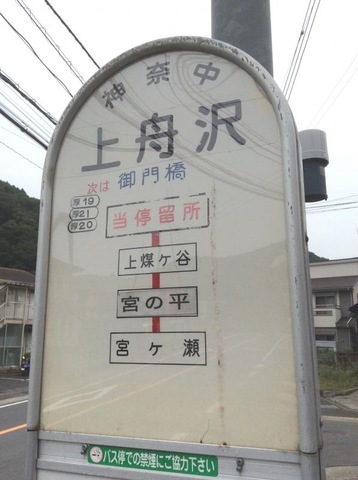 神奈中
上舟沢
次は 御門橋
厚19
厚21
厚20
当停留所
上煤ヶ谷
宮の平
宮ヶ瀬
バス停での禁煙にご協力下さい